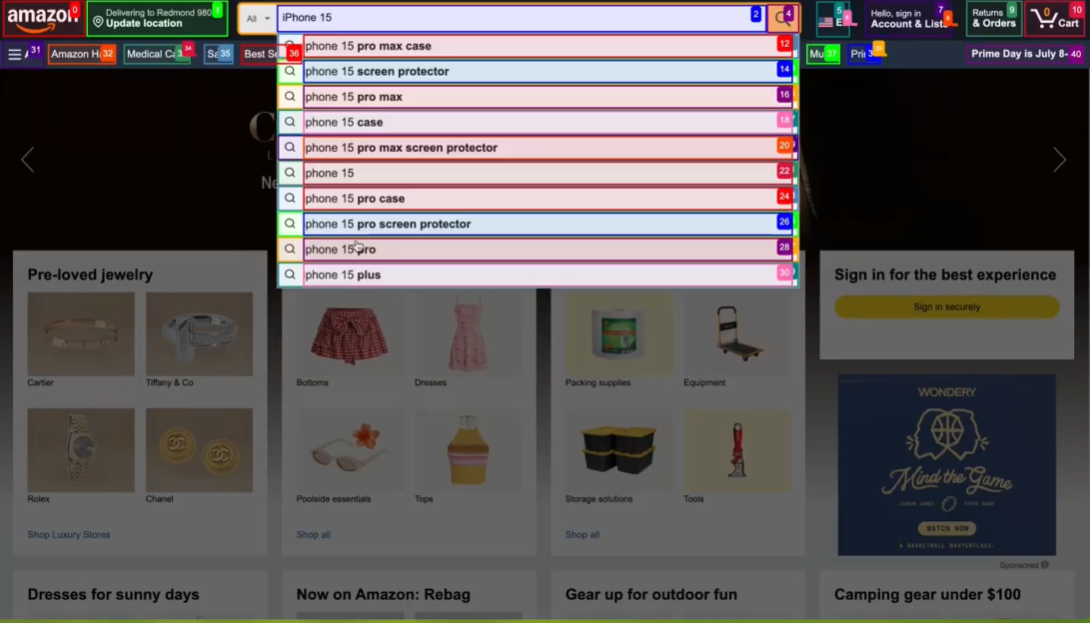 amazon
0
Delivering to Redmond 980
Update location
1
All
iPhone 15
2
4
5
Hello, sign in
Account & Lists
7
Returns
& Orders
9
0
Cart
10
31
Amazon H
32
Medical Ca
34
Sa
35
Best Se
36
Mu
37
Pri
Prime Day is July 8-
40
phone 15 pro max case
12
phone 15 screen protector
14
phone 15 pro max
16
phone 15 case
18
phone 15 pro max screen protector
20
phone 15
22
phone 15 pro case
24
phone 15 pro screen protector
26
phone 15 pro
28
phone 15 plus
30
Pre-loved jewelry
Cartier
Tiffany & Co
Rolex
Chanel
Shop Luxury Stores
Bottoms
Dresses
Poolside essentials
Tops
Shop all
Packing supplies
Equipment
Storage solutions
Tools
Shop all
Sign in for the best experience
Sign in securely
WONDERY
Mind the Game
LEBRON JAMES
STEVE NASH
WATCH NOW
A BASKETBALL MASTERCLASS.
Sponsored
Dresses for sunny days
Now on Amazon: Rebag
Gear up for outdoor fun
Camping gear under $100